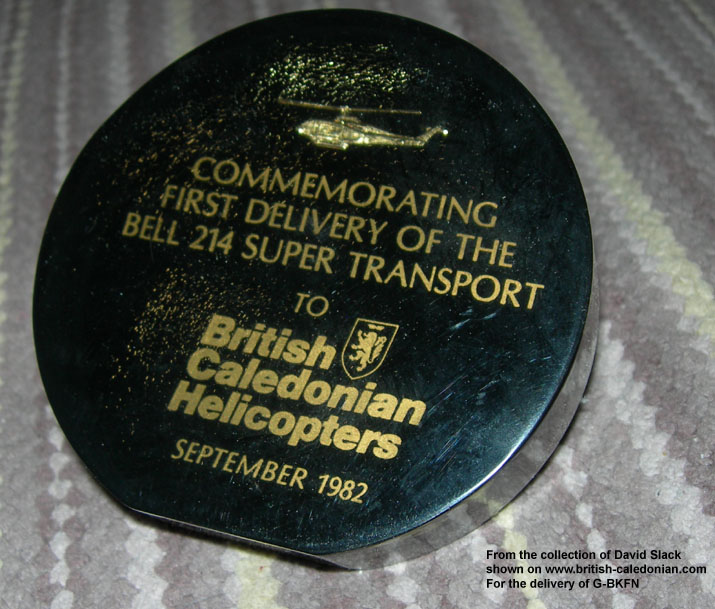 COMMEMORATING
FIRST DELIVERY OF THE
BELL 214 SUPER TRANSPORT
TO
British
Caledonian
Helicopters
SEPTEMBER 1982
From the collection of David Slack
shown on www.british-caledonian.com
For the delivery of G-BKFN